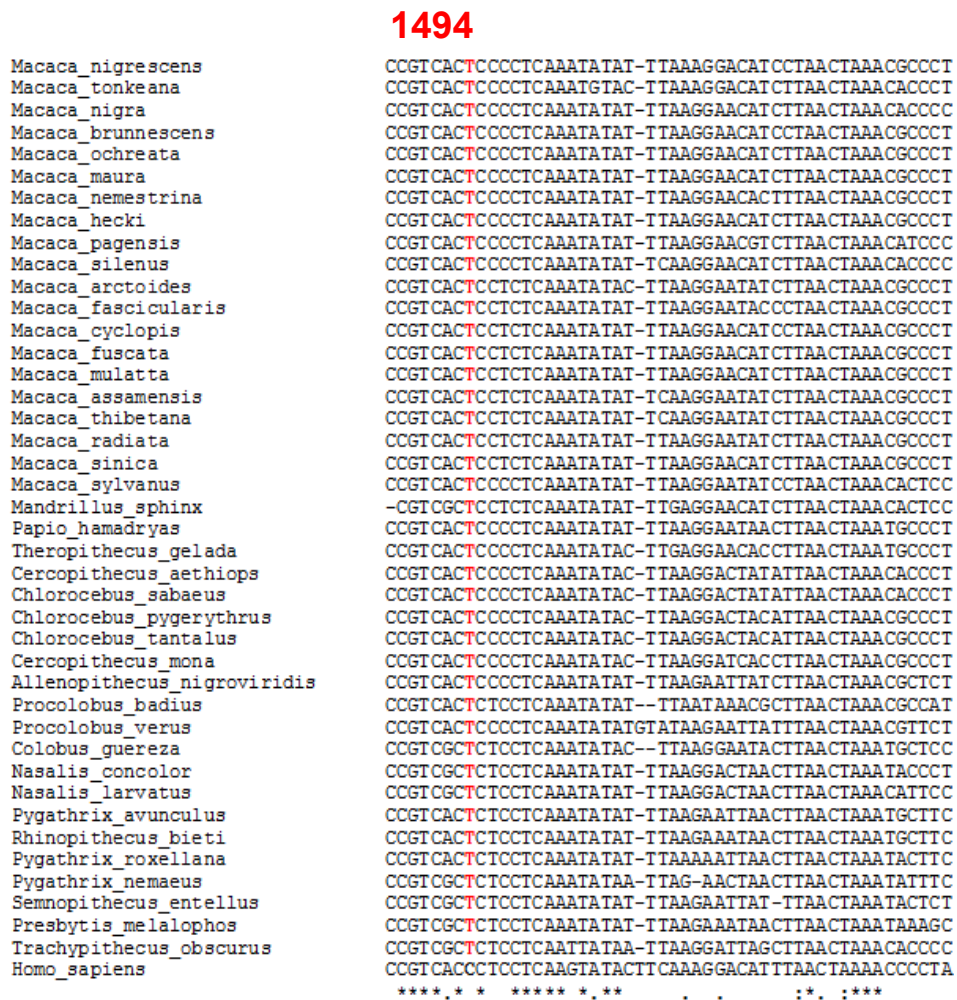 1494
Macaca_nigrescens CCGTCACTCCCCTCAAATATAT-TTAAAGGACATCCTAACTAAACGCCCT
Macaca_tonkeana CCGTCACTCCCCTCAAATGTAC-TTAAAGGACATCTTAACTAAACACCCT
Macaca_nigra CCGTCACTCCCCTCAAATATAT-TTAAGGAACATCTTAACTAAACACCCC
Macaca_brunnescens CCGTCACTCCCCTCAAATATAT-TTAAGGAACATCCTAACTAAACGCCCT
Macaca_ochreata CCGTCACTCCCCTCAAATATAT-TTAAGGAACATCTTAACTAAACGCCCT
Macaca_maura CCGTCACTCCCCTCAAATATAT-TTAAGGAACATCTTAACTAAACGCCCT
Macaca_nemestrina CCGTCACTCCCCTCAAATATAT-TTAAGGAACACTTTAACTAAACGCCCT
Macaca_hecki CCGTCACTCCCCTCAAATATAT-TTAAGGAACATCTTAACTAAACGCCCT
Macaca_pagensis CCGTCACTCCCCTCAAATATAT-TTAAGGAACGTCTTAACTAAACATCCC
Macaca_silenus CCGTCACTCCCCTCAAATATAT-TCAAGGAACATCTTAACTAAACACCCC
Macaca_arctoides CCGTCACTCCTCTCAAATATAC-TTAAGGAATATCTTAACTAAACGCCCT
Macaca_fascicularis CCGTCACTCCTCTCAAATATAT-TTAAGGAATACCCTAACTAAACGCCCT
Macaca_cyclopis CCGTCACTCCTCTCAAATATAT-TTAAGGAACATCCTAACTAAACGCCCT
Macaca_fuscata CCGTCACTCCTCTCAAATATAT-TTAAGGAACATCTTAACTAAACGCCCT
Macaca_mulatta CCGTCACTCCTCTCAAATATAT-TTAAGGAACATCTTAACTAAACGCCCT
Macaca_assamensis CCGTCACTCCTCTCAAATATAT-TCAAGGAATATCTTAACTAAACGCCCT
Macaca_thibetana CCGTCACTCCTCTCAAATATAT-TCAAGGAATATCTTAACTAAACGCCCT
Macaca_radiata CCGTCACTCCTCTCAAATATAT-TTAAGGAATATCTTAACTAAACGCCCT
Macaca_sinica CCGTCACTCCTCTCAAATATAT-TTAAGGAACATCTTAACTAAACGCCCT
Macaca_sylvanus CCGTCACTCCCCTCAAATATAT-TTAAGGAATATCCTAACTAAACACTCC
Mandrillus_sphinx -CGTCGCTCCTCTCAAATATAT-TTGAGGAACATCTTAACTAAACACTCC
Papio_hamadryas CCGTCACTCCCCTCAAATATAT-TTAAGGAATAACTTAACTAAATGCCCT
Theropithecus_gelada CCGTCACTCCCCTCAAATATAC-TTGAGGAACACCTTAACTAAATGCCCT
Cercopithecus_aethiops CCGTCACTCCCCTCAAATATAC-TTAAGGACTATATTAACTAAACACCCT
Chlorocebus_sabaeus CCGTCACTCCCCTCAAATATAC-TTAAGGACTATATTAACTAAACACCCT
Chlorocebus_pygerythrus CCGTCACTCCCCTCAAATATAC-TTAAGGACTACATTAACTAAACGCCCT
Chlorocebus_tantalus CCGTCACTCCCCTCAAATATAC-TTAAGGACTACATTAACTAAACGCCCT
Cercopithecus_mona CCGTCACTCCCCTCAAATATAC-TTAAGGATCACCTTAACTAAACGCCCT
Allenopithecus_nigroviridis CCGTCACTCCCCTCAAATATAT-TTAAGAATTATCTTAACTAAACGCTCT
Procolobus_badius CCGTCACTCTCCTCAAATATAT--TTAATAAACGCTTAACTAAACGCCAT
Procolobus_verus CCGTCACTCCCCTCAAATATATGTATAAGAATTATTTAACTAAACGTTCT
Colobus_guereza CCGTCGCTCTCCTCAAATATAC--TTAAGGAATACTTAACTAAATGCTCC
Nasalis_concolor CCGTCGCTCTCCTCAAATATAT-TTAAGGACTAACTTAACTAAATACCCT
Nasalis_larvatus CCGTCGCTCTCCTCAAATATAT-TTAAGGACTAACTTAACTAAACATTCC
Pygathrix_avunculus CCGTCACTCTCCTCAAATATAT-TTAAGAATTAACTTAACTAAATGCTTC
Rhinopithecus_bieti CCGTCACTCTCCTCAAATATAT-TTAAGAAATAACTTAACTAAATGCTTC
Pygathrix_roxellana CCGTCACTCTCCTCAAATATAT-TTAAAAATTAACTTAACTAAATACTTC
Pygathrix_nemaeus CCGTCGCTCTCCTCAAATATAA-TTAG-AACTAACTTAACTAAATATTTC
Semnopithecus_entellus CCGTCGCTCTCCTCAAATATAT-TTAAGAATTAT-TTAACTAAATACTCT
Presbytis_melalophos CCGTCGCTCTCCTCAAATATAT-TTAAGAAATAACTTAACTAAATAAAGC
Trachypithecus_obscurus CCGTCGCTCTCCTCAATTATAA-TTAAGGATTAGCTTAACTAAACACCCC
Homo_sapiens CCGTCACCCTCCTCAAGTATACTTCAAAGGACATTTAACTAAAACCCCTA
****.* * ***** *.** . . :*. :***